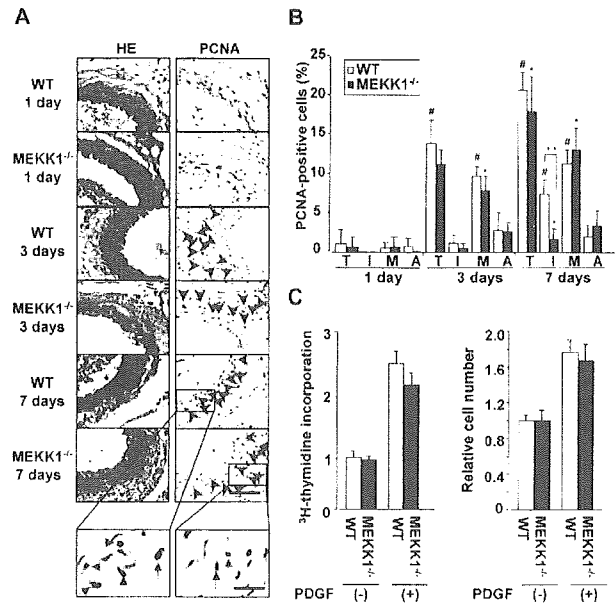 A
HE PCNA
WT
1 day
MEKK1-/-
1 day
WT
3 days
MEKK1-/-
3 days
WT
7 days
MEKK1-/-
7 days
B
PCNA-positive cells (%)
25
20
15
10
5
0
WT
MEKK1-/-
# # # # #
* * * * **
T I M A T I M A T I M A
1 day 3 days 7 days
C
³H-thymidine incorporation
3
2
1
0
WT MEKK1-/- WT MEKK1-/-
PDGF (-) (+)
Relative cell number
2.0
1.6
1.2
0.8
0.4
0
WT MEKK1-/- WT MEKK1-/-
PDGF (-) (+)